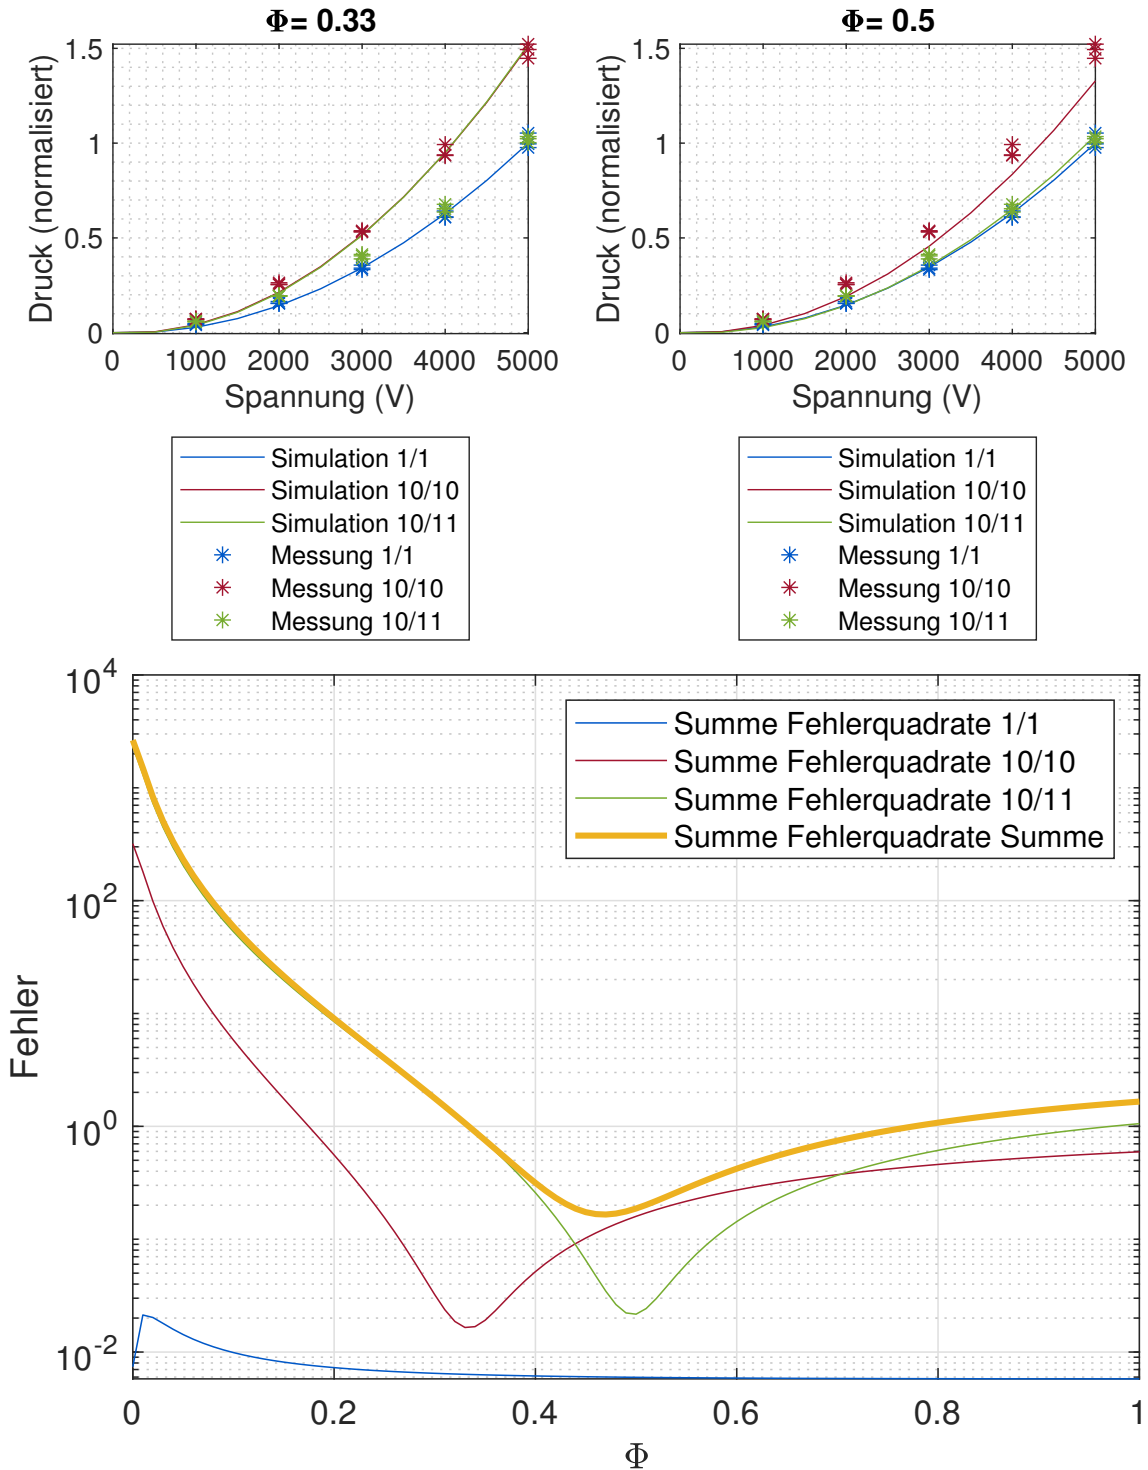 Φ= 0.33
Φ= 0.5
Druck (normalisiert)
1.5
1
0.5
0
0 1000 2000 3000 4000 5000
Spannung (V)
Druck (normalisiert)
1.5
1
0.5
0
0 1000 2000 3000 4000 5000
Spannung (V)
Simulation 1/1
Simulation 10/10
Simulation 10/11
Messung 1/1
Messung 10/10
Messung 10/11
Simulation 1/1
Simulation 10/10
Simulation 10/11
Messung 1/1
Messung 10/10
Messung 10/11
Fehler
10^4
10^2
10^0
10^-2
Summe Fehlerquadrate 1/1
Summe Fehlerquadrate 10/10
Summe Fehlerquadrate 10/11
Summe Fehlerquadrate Summe
0 0.2 0.4 0.6 0.8 1
Φ